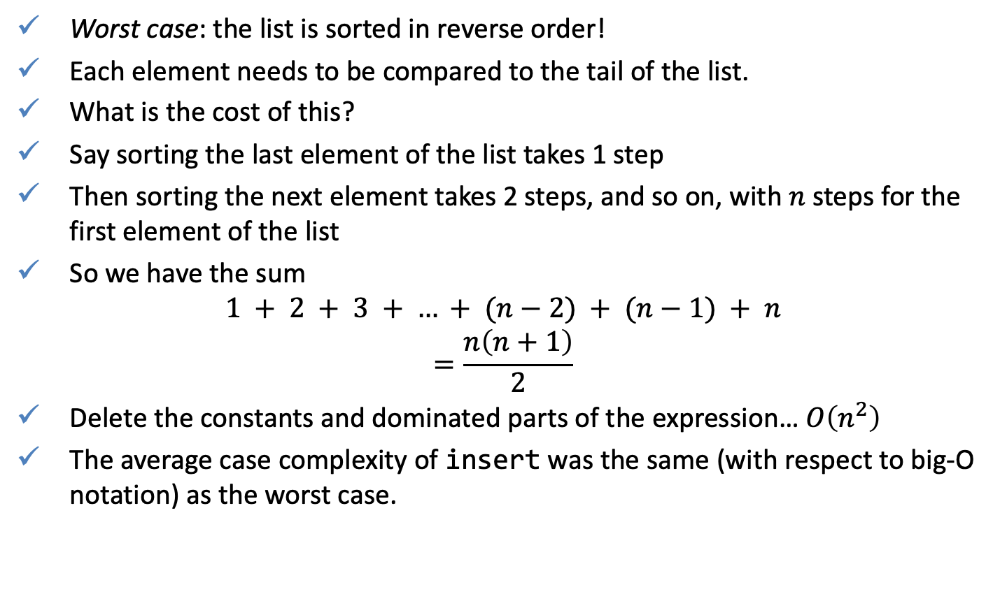 ✓ Worst case: the list is sorted in reverse order!
✓ Each element needs to be compared to the tail of the list.
✓ What is the cost of this?
✓ Say sorting the last element of the list takes 1 step
✓ Then sorting the next element takes 2 steps, and so on, with n steps for the
first element of the list
✓ So we have the sum
1 + 2 + 3 + … + (n − 2) + (n − 1) + n
= n(n + 1) / 2
✓ Delete the constants and dominated parts of the expression... O(n²)
✓ The average case complexity of insert was the same (with respect to big-O
notation) as the worst case.